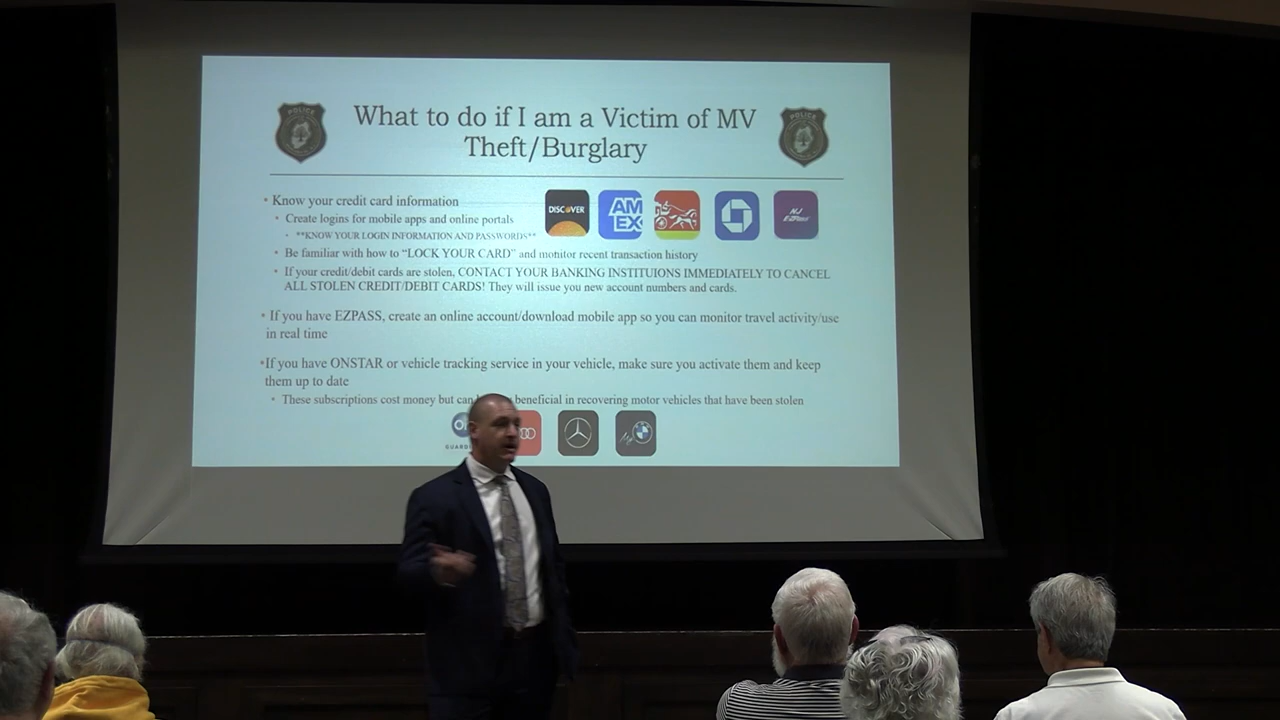 POLICE
What to do if I am a Victim of MV
POLICE
Theft/Burglary
• Know your credit card information
• Create logins for mobile apps and online portals
• **KNOW YOUR LOGIN INFORMATION AND PASSWORDS**
DISCOVER
AM
EX
NJ
EZPass
• Be familiar with how to “LOCK YOUR CARD” and monitor recent transaction history
• If your credit/debit cards are stolen, CONTACT YOUR BANKING INSTITUIONS IMMEDIATELY TO CANCEL
ALL STOLEN CREDIT/DEBIT CARDS! They will issue you new account numbers and cards.
• If you have EZPASS, create an online account/download mobile app so you can monitor travel activity/use
in real time
•If you have ONSTAR or vehicle tracking service in your vehicle, make sure you activate them and keep
them up to date
• These subscriptions cost money but can beneficial in recovering motor vehicles that have been stolen
My